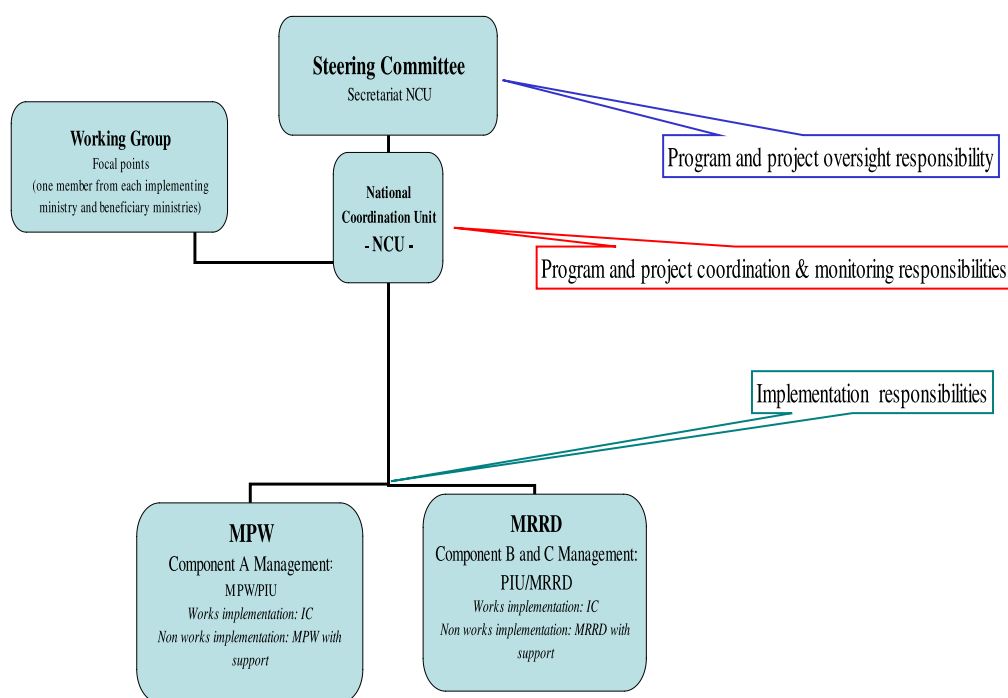 Steering Committee
Secretariat NCU
Working Group
Focal points
(one member from each implementing
ministry and beneficiary ministries)
Program and project oversight responsibility
National
Coordination Unit
- NCU -
Program and project coordination & monitoring responsibilities
Implementation responsibilities
MPW
Component A Management:
MPW/PIU
Works implementation: IC
Non works implementation: MPW with
support
MRRD
Component B and C Management:
PIU/MRRD
Works implementation: IC
Non works implementation: MRRD with
support